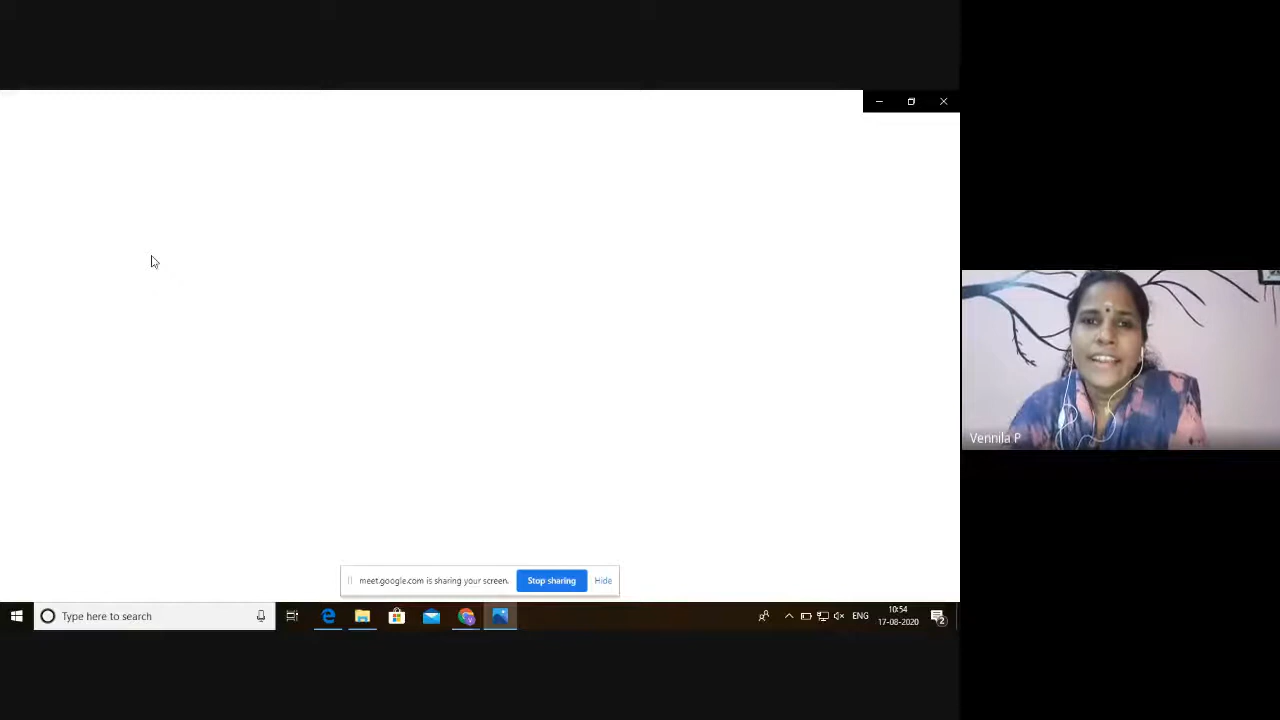 Vennila P
meet.google.com is sharing your screen.
Stop sharing
Hide
Type here to search
ENG
10:54
17-08-2020
2